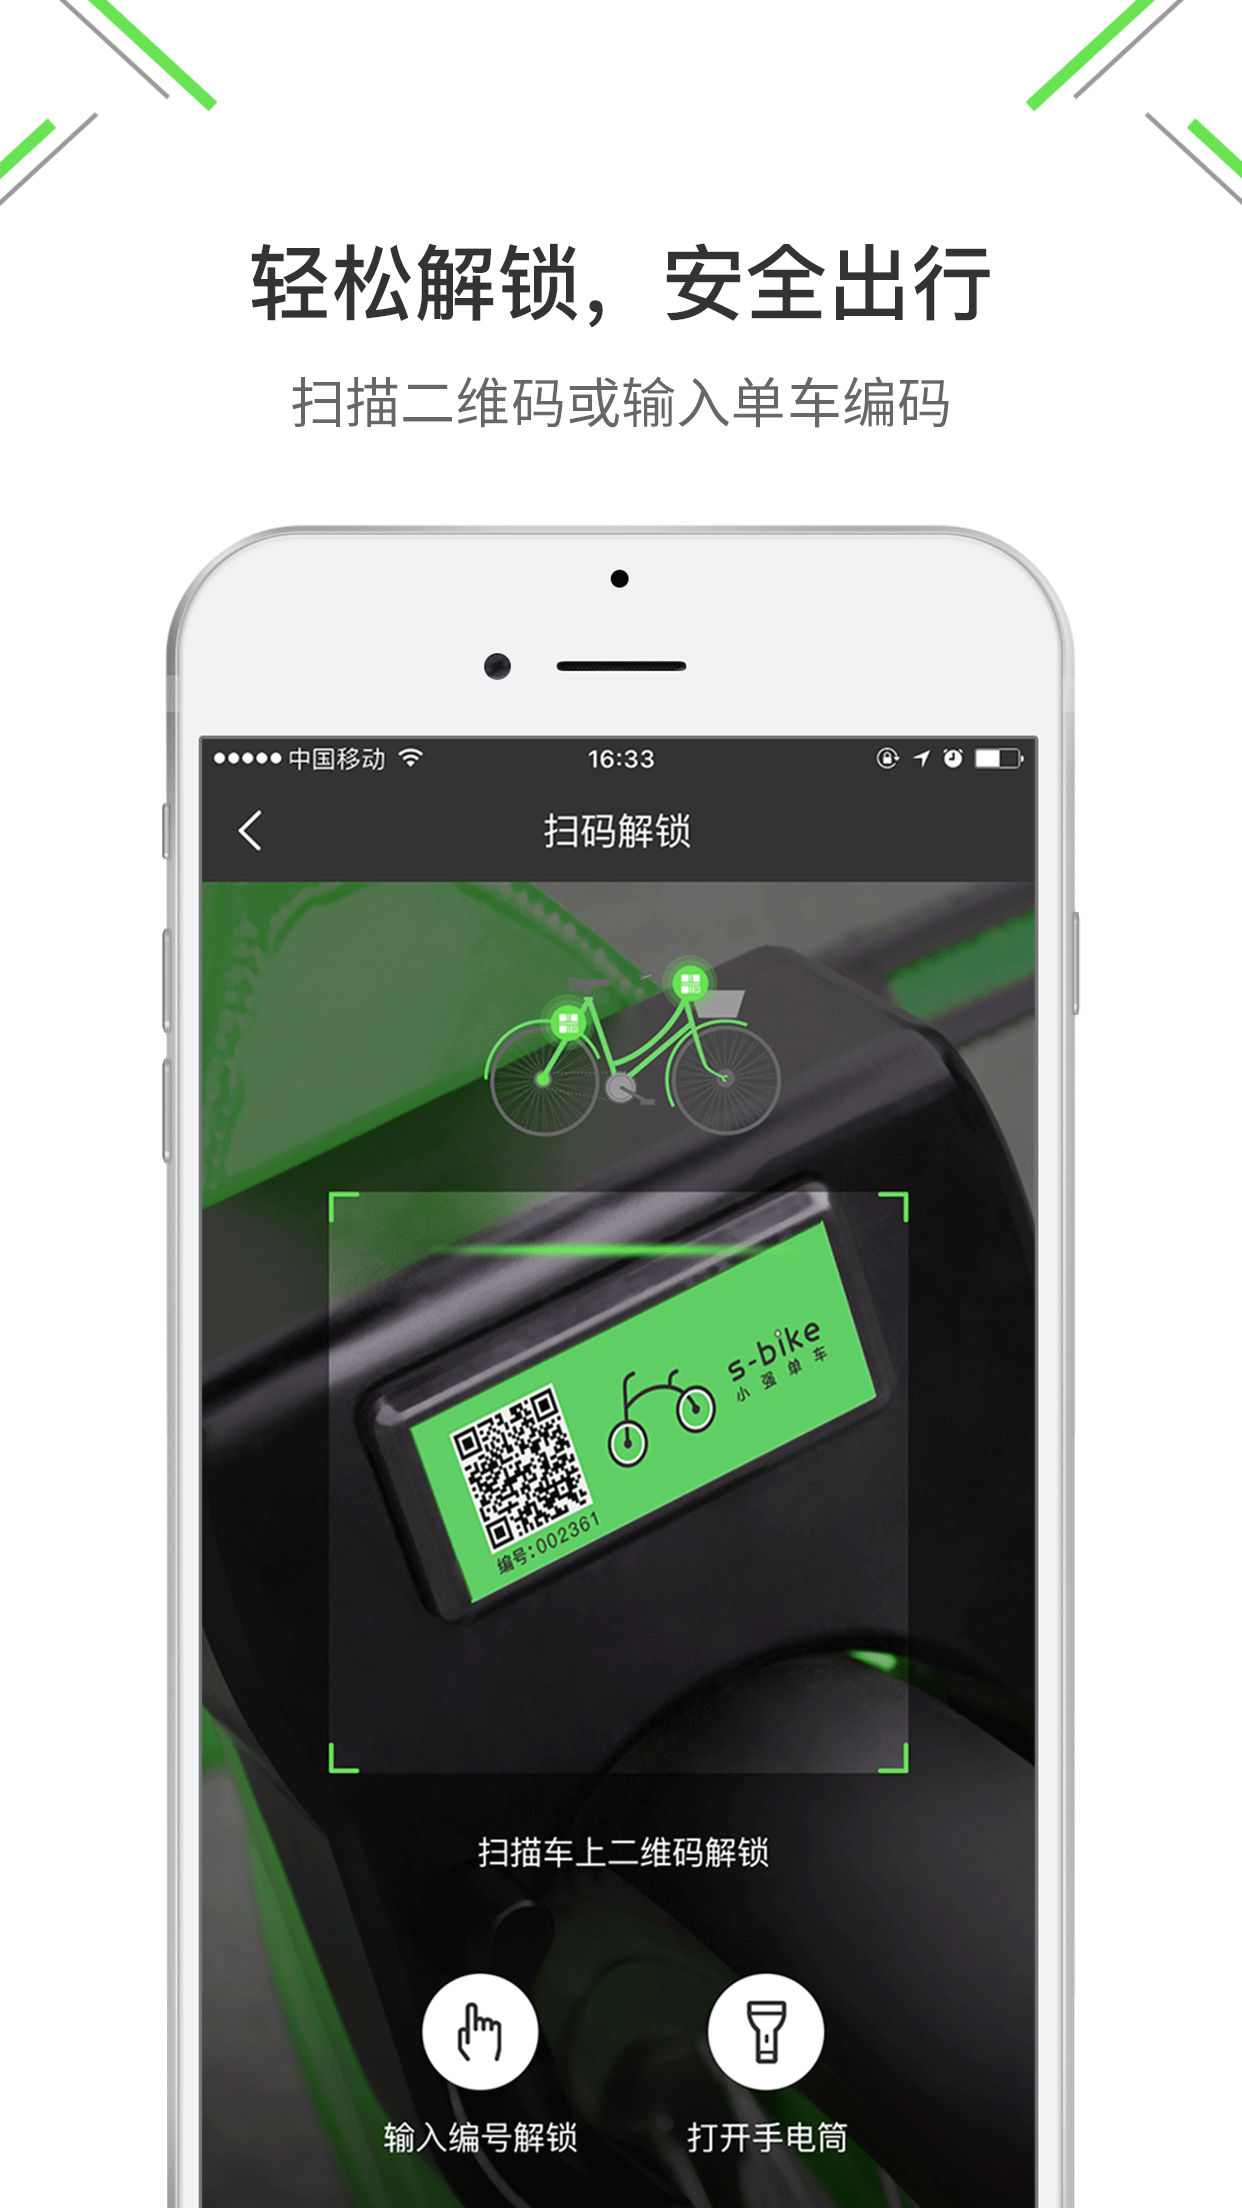 轻松解锁，安全出行
扫描二维码或输入单车编码
中国移动
16:33
扫码解锁
s-bike
小强单车
编号:002361
扫描车上二维码解锁
输入编号解锁
打开手电筒